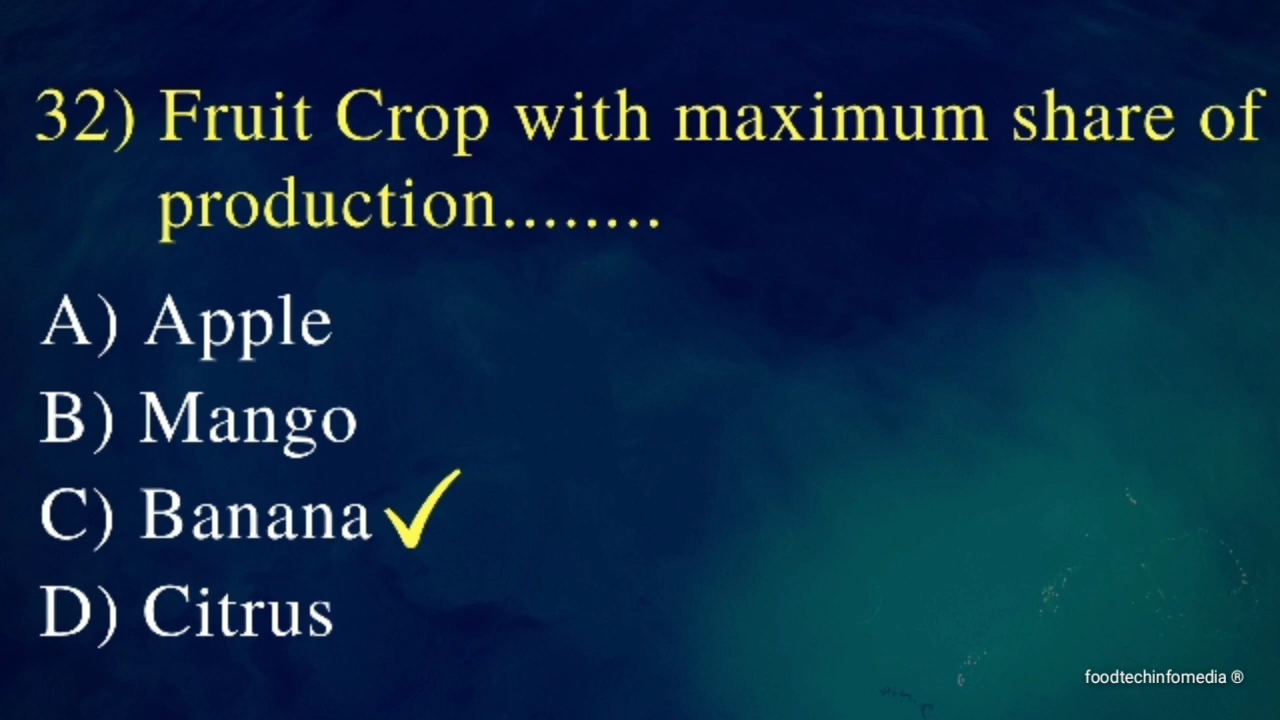 32) Fruit Crop with maximum share of
production........
A) Apple
B) Mango
C) Banana ✓
D) Citrus
foodtechinfomedia ®